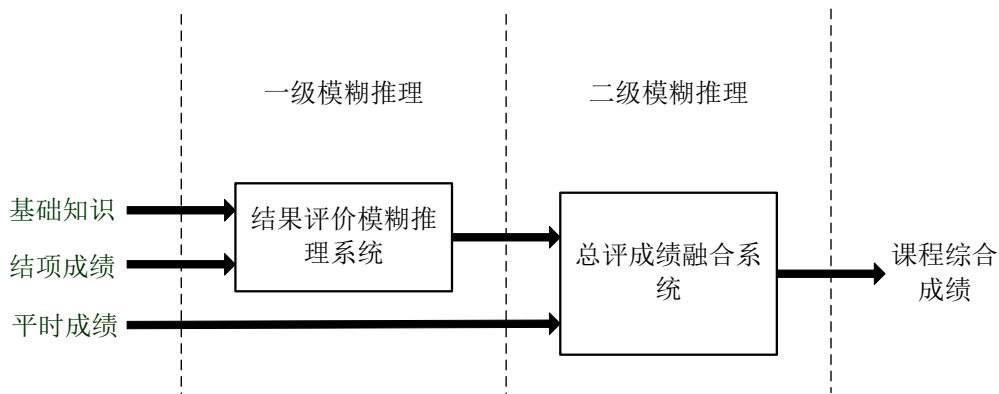 一级模糊推理
二级模糊推理
基础知识
结项成绩
平时成绩
结果评价模糊推
理系统
总评成绩融合系
统
课程综合
成绩